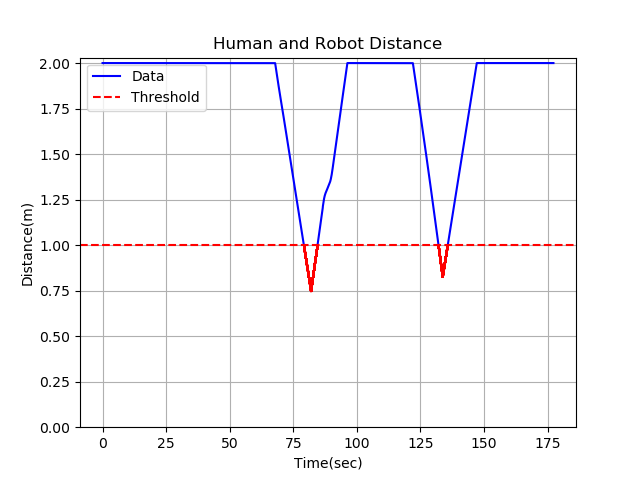 Human and Robot Distance
2.00
1.75
1.50
1.25
1.00
0.75
0.50
0.25
0.00
Distance(m)
Data
Threshold
0 25 50 75 100 125 150 175
Time(sec)